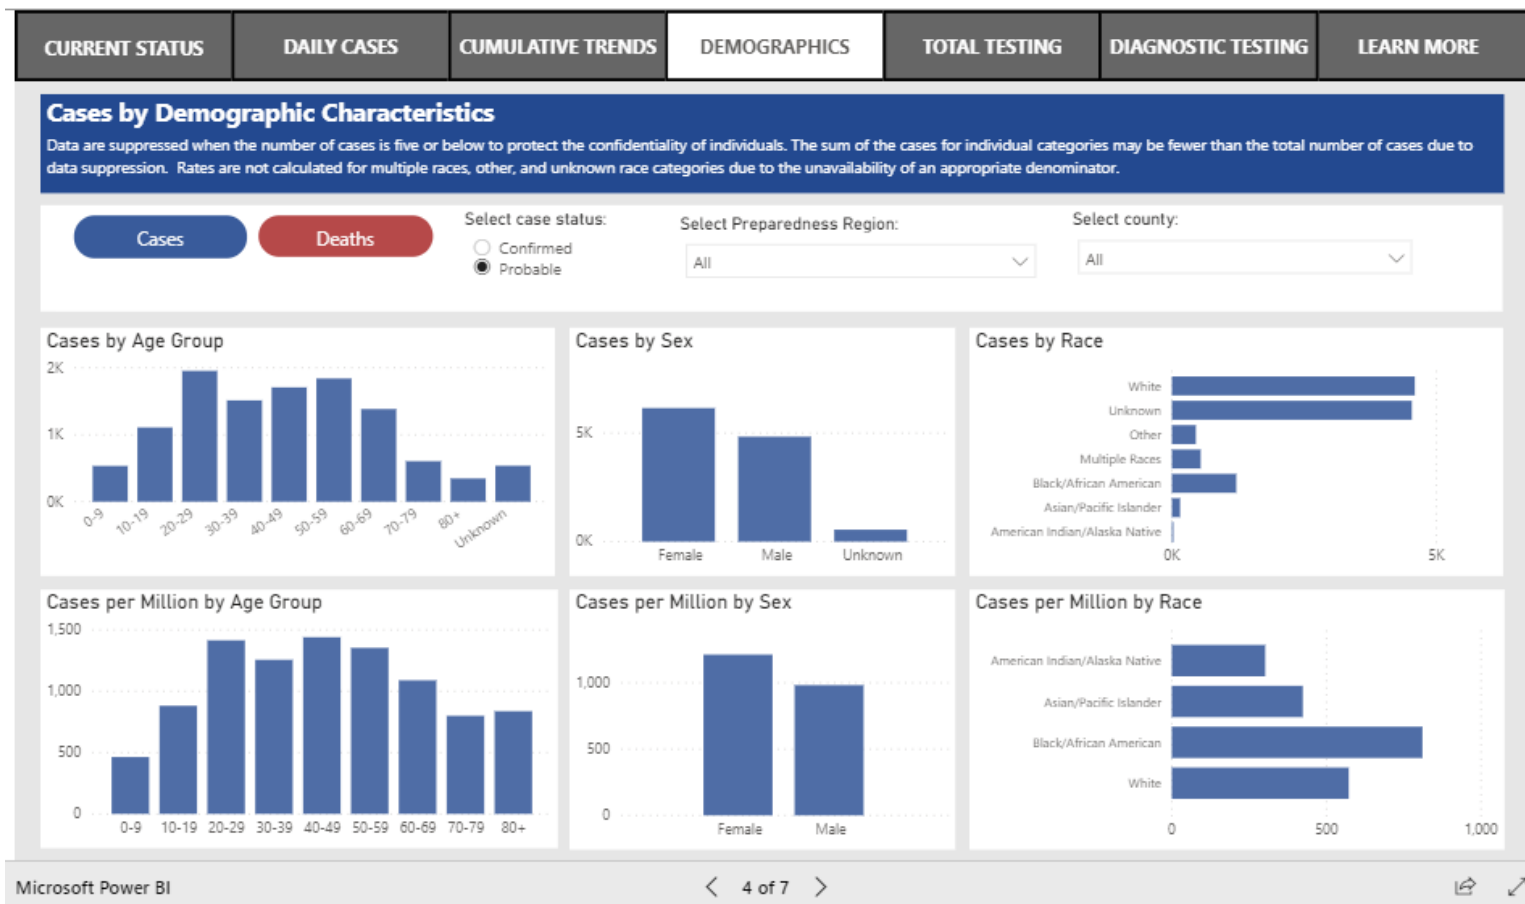 CURRENT STATUS
DAILY CASES
CUMULATIVE TRENDS
DEMOGRAPHICS
TOTAL TESTING
DIAGNOSTIC TESTING
LEARN MORE
Cases by Demographic Characteristics
Data are suppressed when the number of cases is five or below to protect the confidentiality of individuals. The sum of the cases for individual categories may be fewer than the total number of cases due to
data suppression. Rates are not calculated for multiple races, other, and unknown race categories due to the unavailability of an appropriate denominator.
Cases
Deaths
Select case status:
Confirmed
Probable
Select Preparedness Region:
All
Select county:
All
Cases by Age Group
2K
1K
0K
0-9
10-19
20-29
30-39
40-49
50-59
60-69
70-79
80+
Unknown
Cases by Sex
5K
0K
Female
Male
Unknown
Cases by Race
White
Unknown
Other
Multiple Races
Black/African American
Asian/Pacific Islander
American Indian/Alaska Native
0K
5K
Cases per Million by Age Group
1,500
1,000
500
0
0-9
10-19
20-29
30-39
40-49
50-59
60-69
70-79
80+
Cases per Million by Sex
1,000
500
0
Female
Male
Cases per Million by Race
American Indian/Alaska Native
Asian/Pacific Islander
Black/African American
White
0
500
1,000
Microsoft Power BI
4 of 7